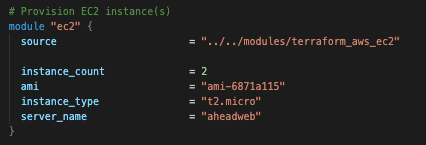 # Provision EC2 instance(s)
module "ec2" {
source = "../../modules/terraform_aws_ec2"
instance_count = 2
ami = "ami-6871a115"
instance_type = "t2.micro"
server_name = "aheadweb"
}